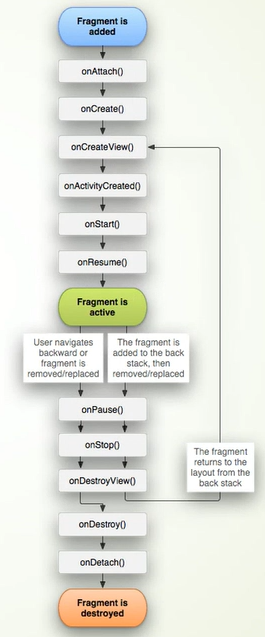 Fragment is
added
onAttach()
onCreate()
onCreateView()
onActivityCreated()
onStart()
onResume()
Fragment is
active
User navigates
backward or
fragment is
removed/replaced
The fragment is
added to the back
stack, then
removed/replaced
onPause()
onStop()
onDestroyView()
The fragment
returns to the
layout from the
back stack
onDestroy()
onDetach()
Fragment is
destroyed